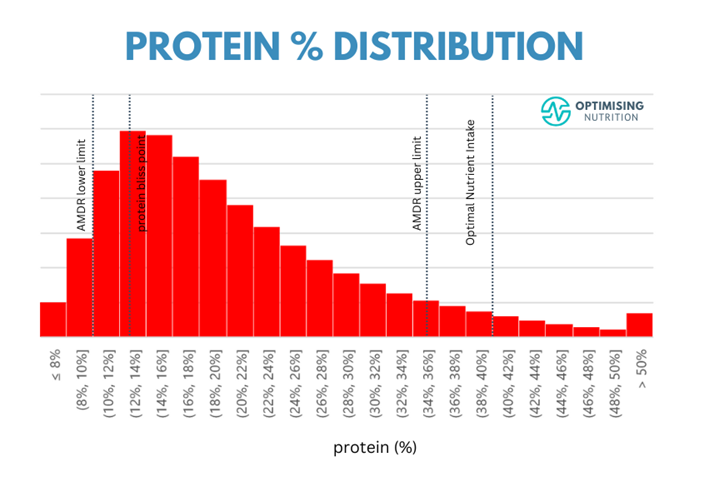 PROTEIN % DISTRIBUTION
OPTIMISING
NUTRITION
AMDR lower limit
protein bliss point
AMDR upper limit
Optimal Nutrient Intake
≤ 8%
(8%, 10%]
(10%, 12%]
(12%, 14%]
(14%, 16%]
(16%, 18%]
(18%, 20%]
(20%, 22%]
(22%, 24%]
(24%, 26%]
(26%, 28%]
(28%, 30%]
(30%, 32%]
(32%, 34%]
(34%, 36%]
(36%, 38%]
(38%, 40%]
(40%, 42%]
(42%, 44%]
(44%, 46%]
(46%, 48%]
(48%, 50%]
> 50%
protein (%)